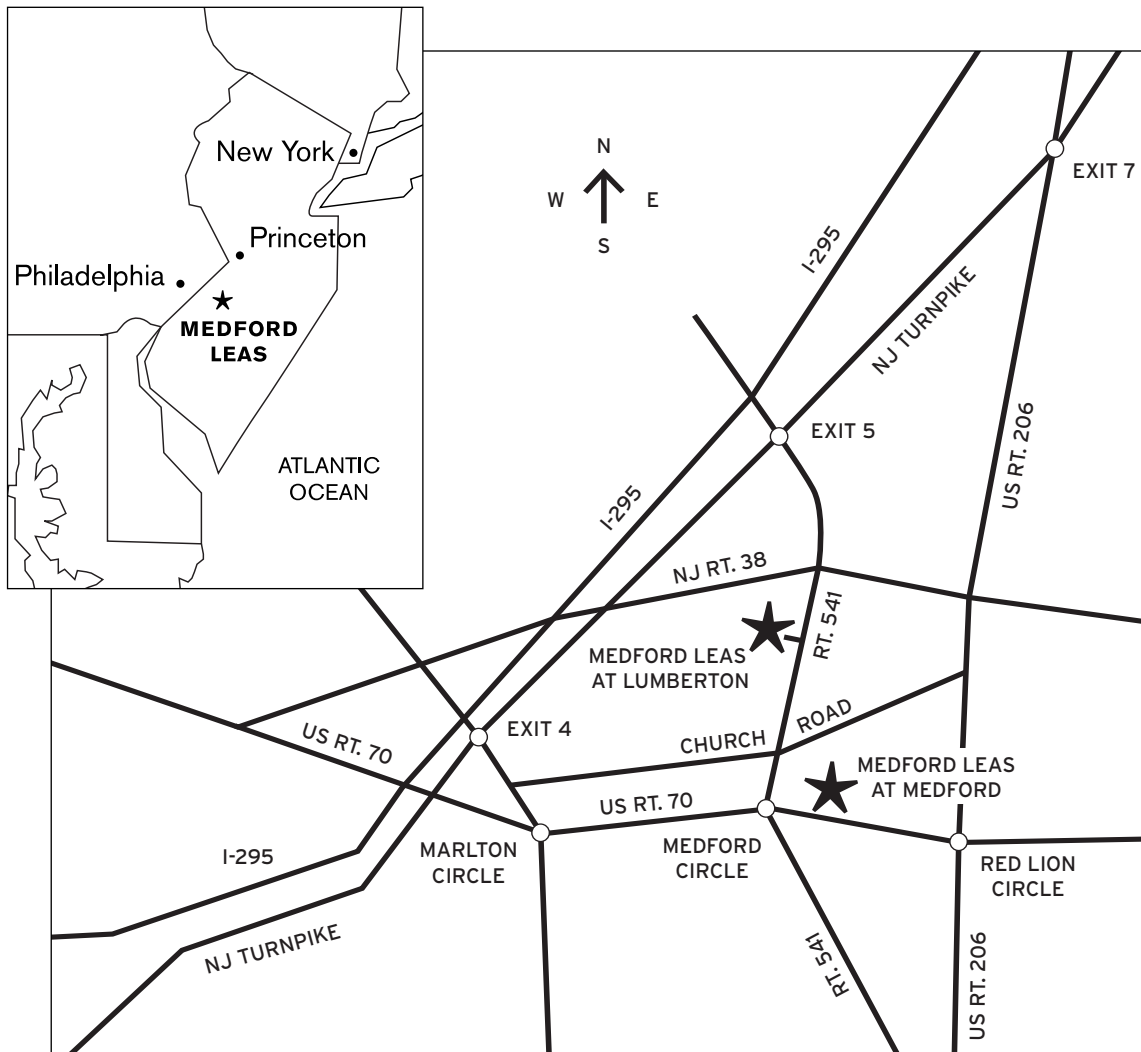 New York
Princeton
Philadelphia
MEDFORD
LEAS
ATLANTIC
OCEAN
N
W E
S
EXIT 7
I-295
NJ TURNPIKE
EXIT 5
US RT. 206
I-295
NJ RT. 38
RT. 541
MEDFORD LEAS
AT LUMBERTON
CHURCH ROAD
EXIT 4
US RT. 70
MEDFORD LEAS
AT MEDFORD
US RT. 70
I-295
MARLTON
CIRCLE
MEDFORD
CIRCLE
RED LION
CIRCLE
NJ TURNPIKE
RT. 541
US RT. 206